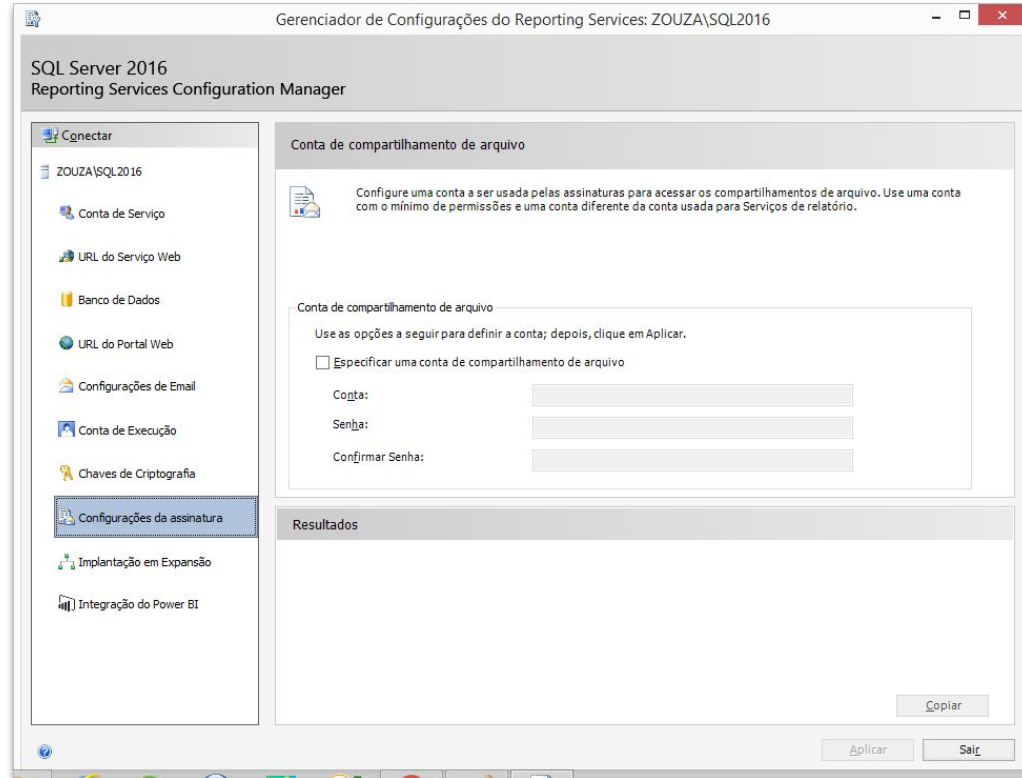 Gerenciador de Configurações do Reporting Services: ZOUZA\SQL2016
SQL Server 2016
Reporting Services Configuration Manager
Conectar
ZOUZA\SQL2016
Conta de Serviço
URL do Serviço Web
Banco de Dados
URL do Portal Web
Configurações de Email
Conta de Execução
Chaves de Criptografia
Configurações da assinatura
Implantação em Expansão
Integração do Power BI
Conta de compartilhamento de arquivo
Configure uma conta a ser usada pelas assinaturas para acessar os compartilhamentos de arquivo. Use uma conta
com o mínimo de permissões e uma conta diferente da conta usada para Serviços de relatório.
Conta de compartilhamento de arquivo
Use as opções a seguir para definir a conta; depois, clique em Aplicar.
Especificar uma conta de compartilhamento de arquivo
Conta:
Senha:
Confirmar Senha:
Resultados
Copiar
Aplicar
Sair